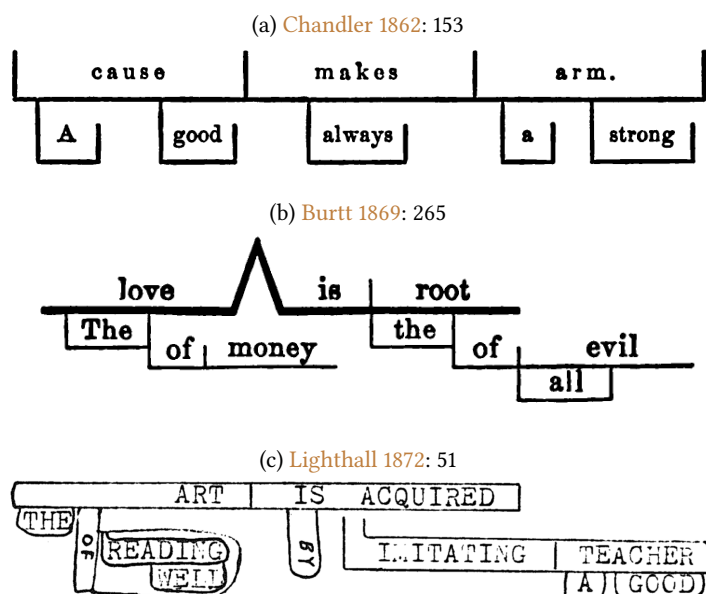 (a) Chandler 1862: 153
cause makes arm.
A good always a strong
(b) Burtt 1869: 265
love is root
The the
of money of evil
all
(c) Lighthall 1872: 51
ART IS ACQUIRED
THE
OF BY
READING IMITATING TEACHER
WELL A GOOD